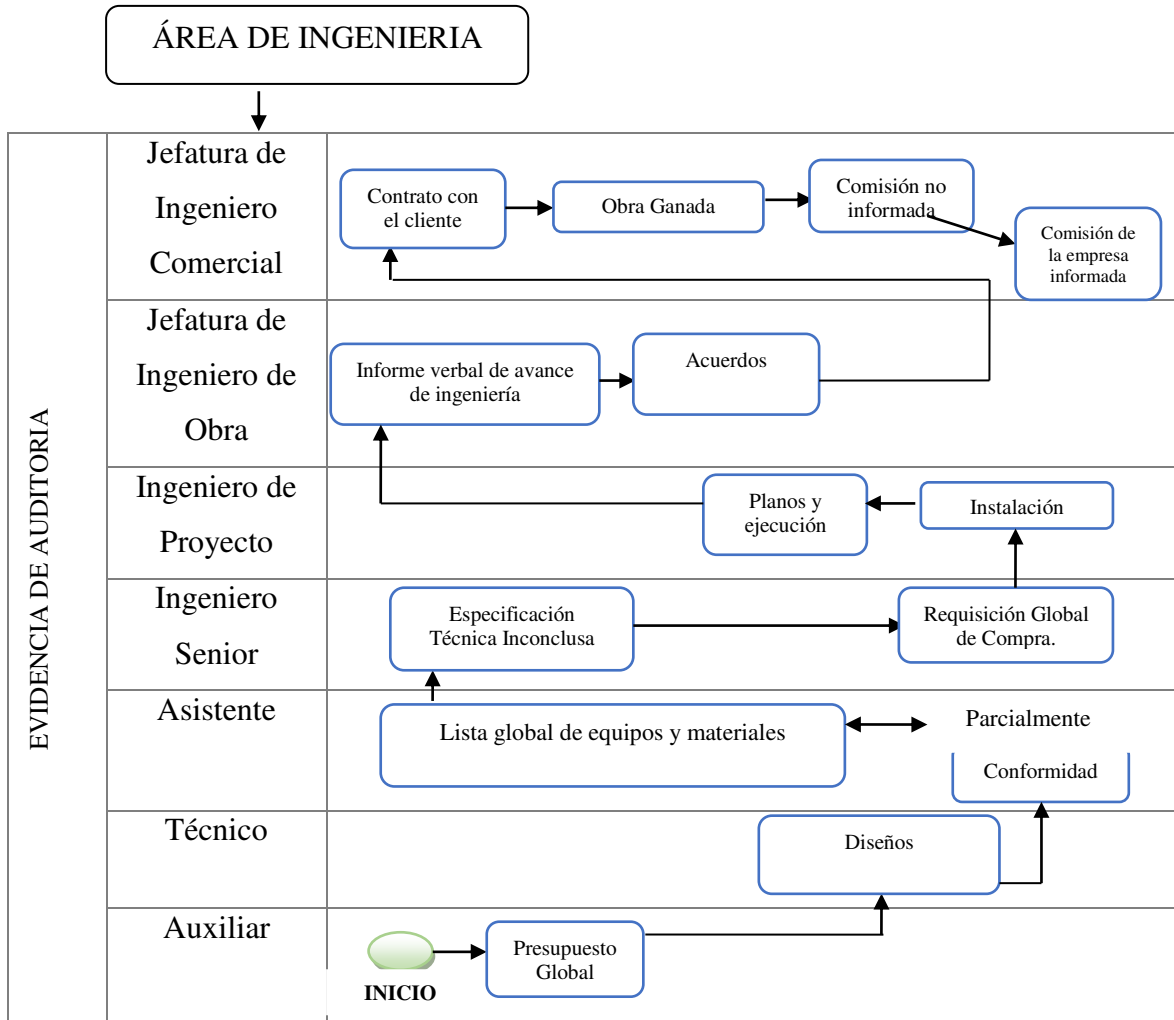 ÁREA DE INGENIERIA
EVIDENCIA DE AUDITORIA
Jefatura de
Ingeniero
Comercial
Contrato con
el cliente
Obra Ganada
Comisión no
informada
Comisión de
la empresa
informada
Jefatura de
Ingeniero de
Obra
Informe verbal de avance
de ingeniería
Acuerdos
Ingeniero de
Proyecto
Planos y
ejecución
Instalación
Ingeniero
Senior
Especificación
Técnica Inconclusa
Requisición Global
de Compra.
Asistente
Lista global de equipos y materiales
Parcialmente
Conformidad
Técnico
Diseños
Auxiliar
INICIO
Presupuesto
Global